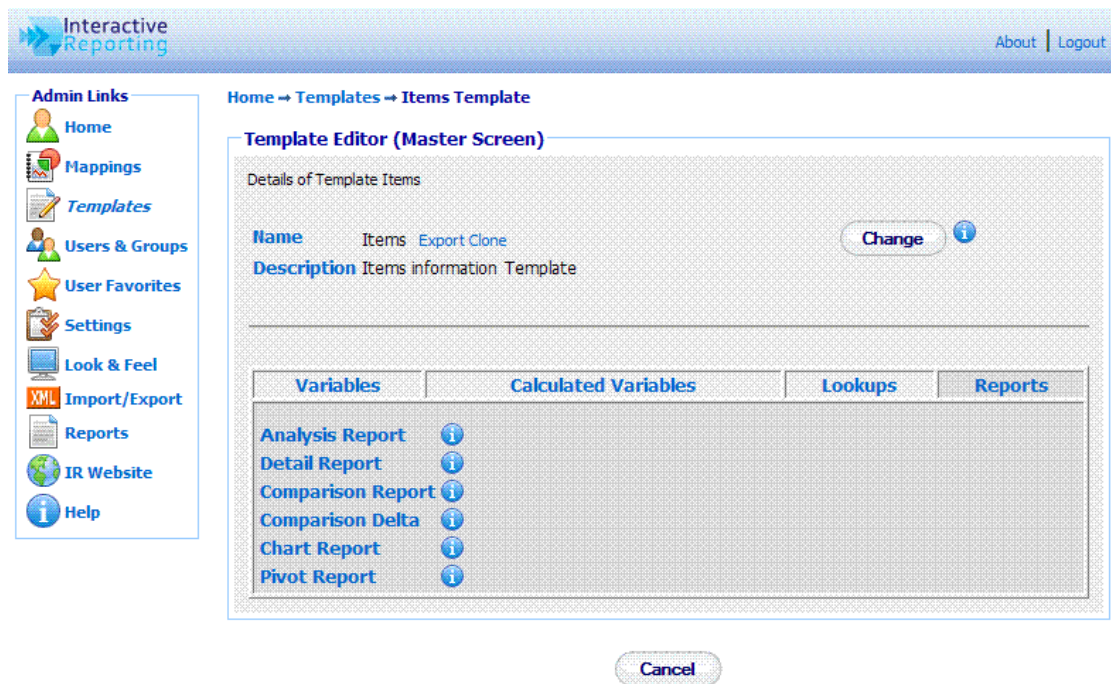 Interactive
Reporting
About | Logout
Admin Links
Home
Mappings
Templates
Users & Groups
User Favorites
Settings
Look & Feel
XML Import/Export
Reports
IR Website
Help
Home → Templates → Items Template
Template Editor (Master Screen)
Details of Template Items
Name Items Export Clone
Change
Description Items information Template
Variables Calculated Variables Lookups Reports
Analysis Report
Detail Report
Comparison Report
Comparison Delta
Chart Report
Pivot Report
Cancel